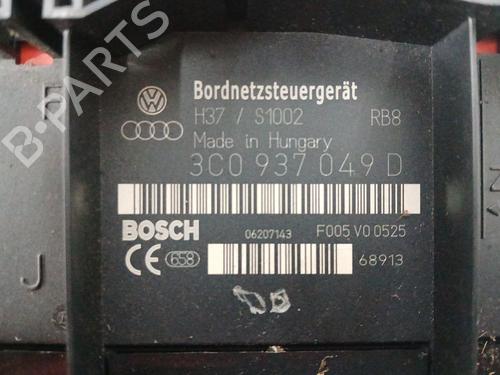 Bordnetzsteuergerät
H37 / S1002 RB8
Made in Hungary
3C0 937 049 D
BOSCH 06207143 F005 V0 0525
CE 658 68913
J
B-PARTS